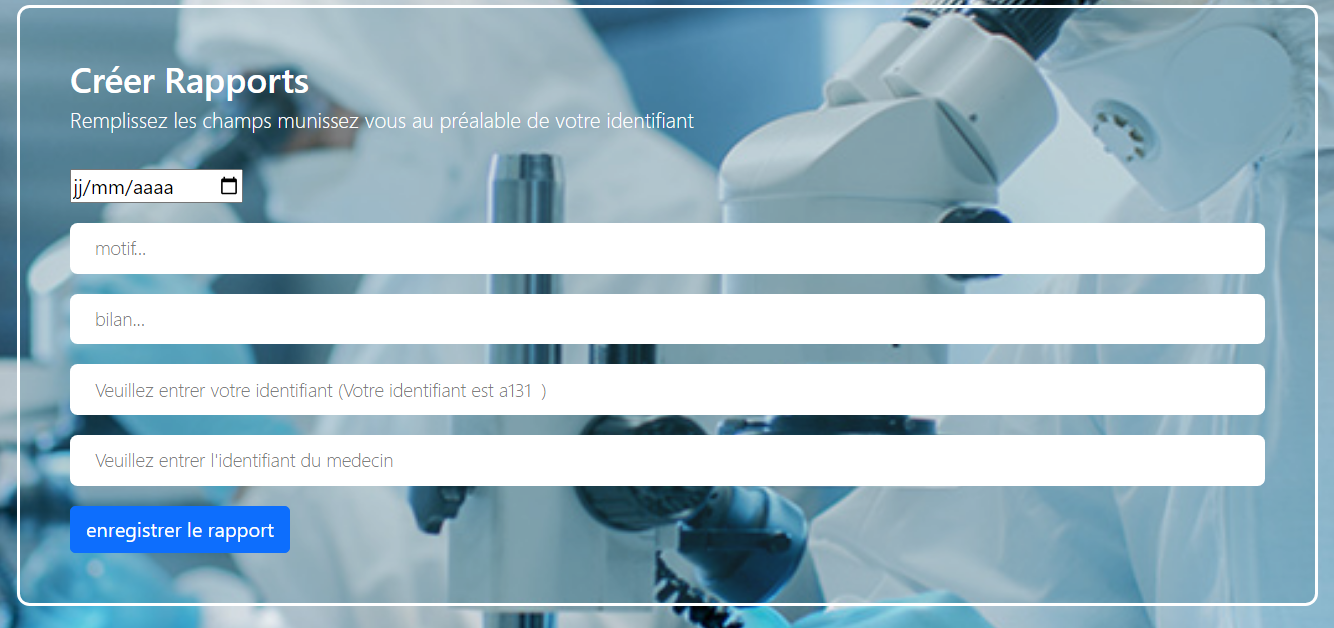 Créer Rapports
Remplissez les champs munissez vous au préalable de votre identifiant
jj/mm/aaaa
motif...
bilan...
Veuillez entrer votre identifiant (Votre identifiant est a131 )
Veuillez entrer l'identifiant du medecin
enregistrer le rapport